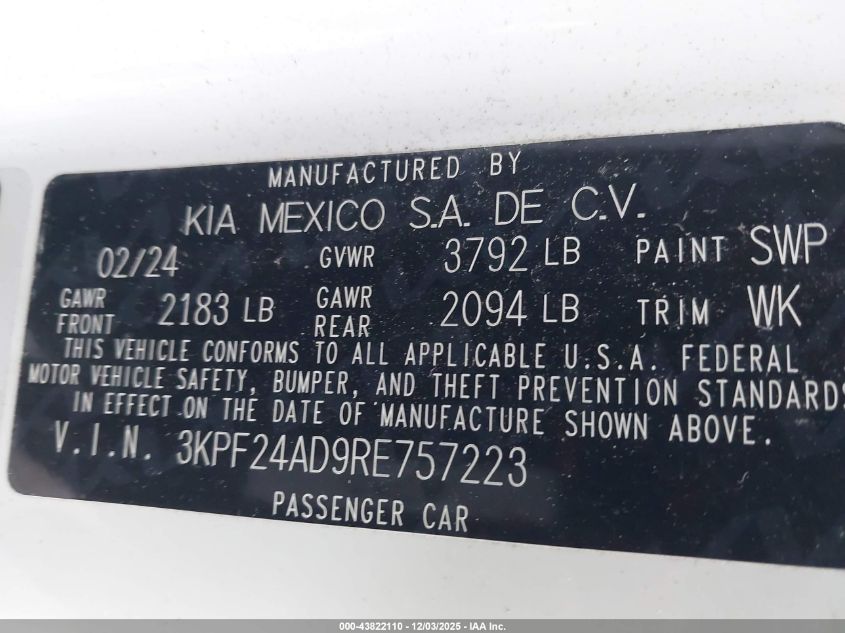 MANUFACTURED BY
KIA MEXICO S.A. DE C.V.
02/24 GVWR 3792 LB PAINT SWP
GAWR FRONT 2183 LB GAWR REAR 2094 LB TRIM WK
THIS VEHICLE CONFORMS TO ALL APPLICABLE U.S.A. FEDERAL
MOTOR VEHICLE SAFETY, BUMPER, AND THEFT PREVENTION STANDARDS
IN EFFECT ON THE DATE OF MANUFACTURE SHOWN ABOVE.
V.I.N. 3KPF24AD9RE757223
PASSENGER CAR
000-43822110 - 12/03/2025 - IAA Inc.